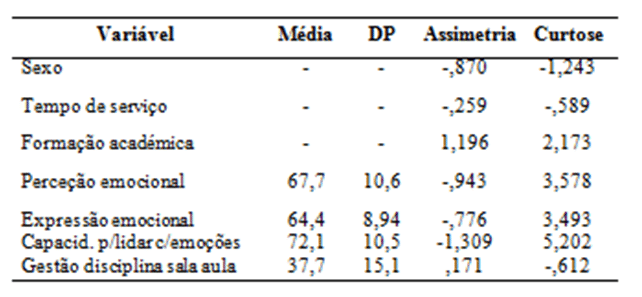 Variável Média DP Assimetria Curtose
Sexo - - -,870 -1,243
Tempo de serviço - - -,259 -,589
Formação académica - - 1,196 2,173
Perceção emocional 67,7 10,6 -,943 3,578
Expressão emocional 64,4 8,94 -,776 3,493
Capacid. p/lidar c/emoções 72,1 10,5 -1,309 5,202
Gestão disciplina sala aula 37,7 15,1 ,171 -,612